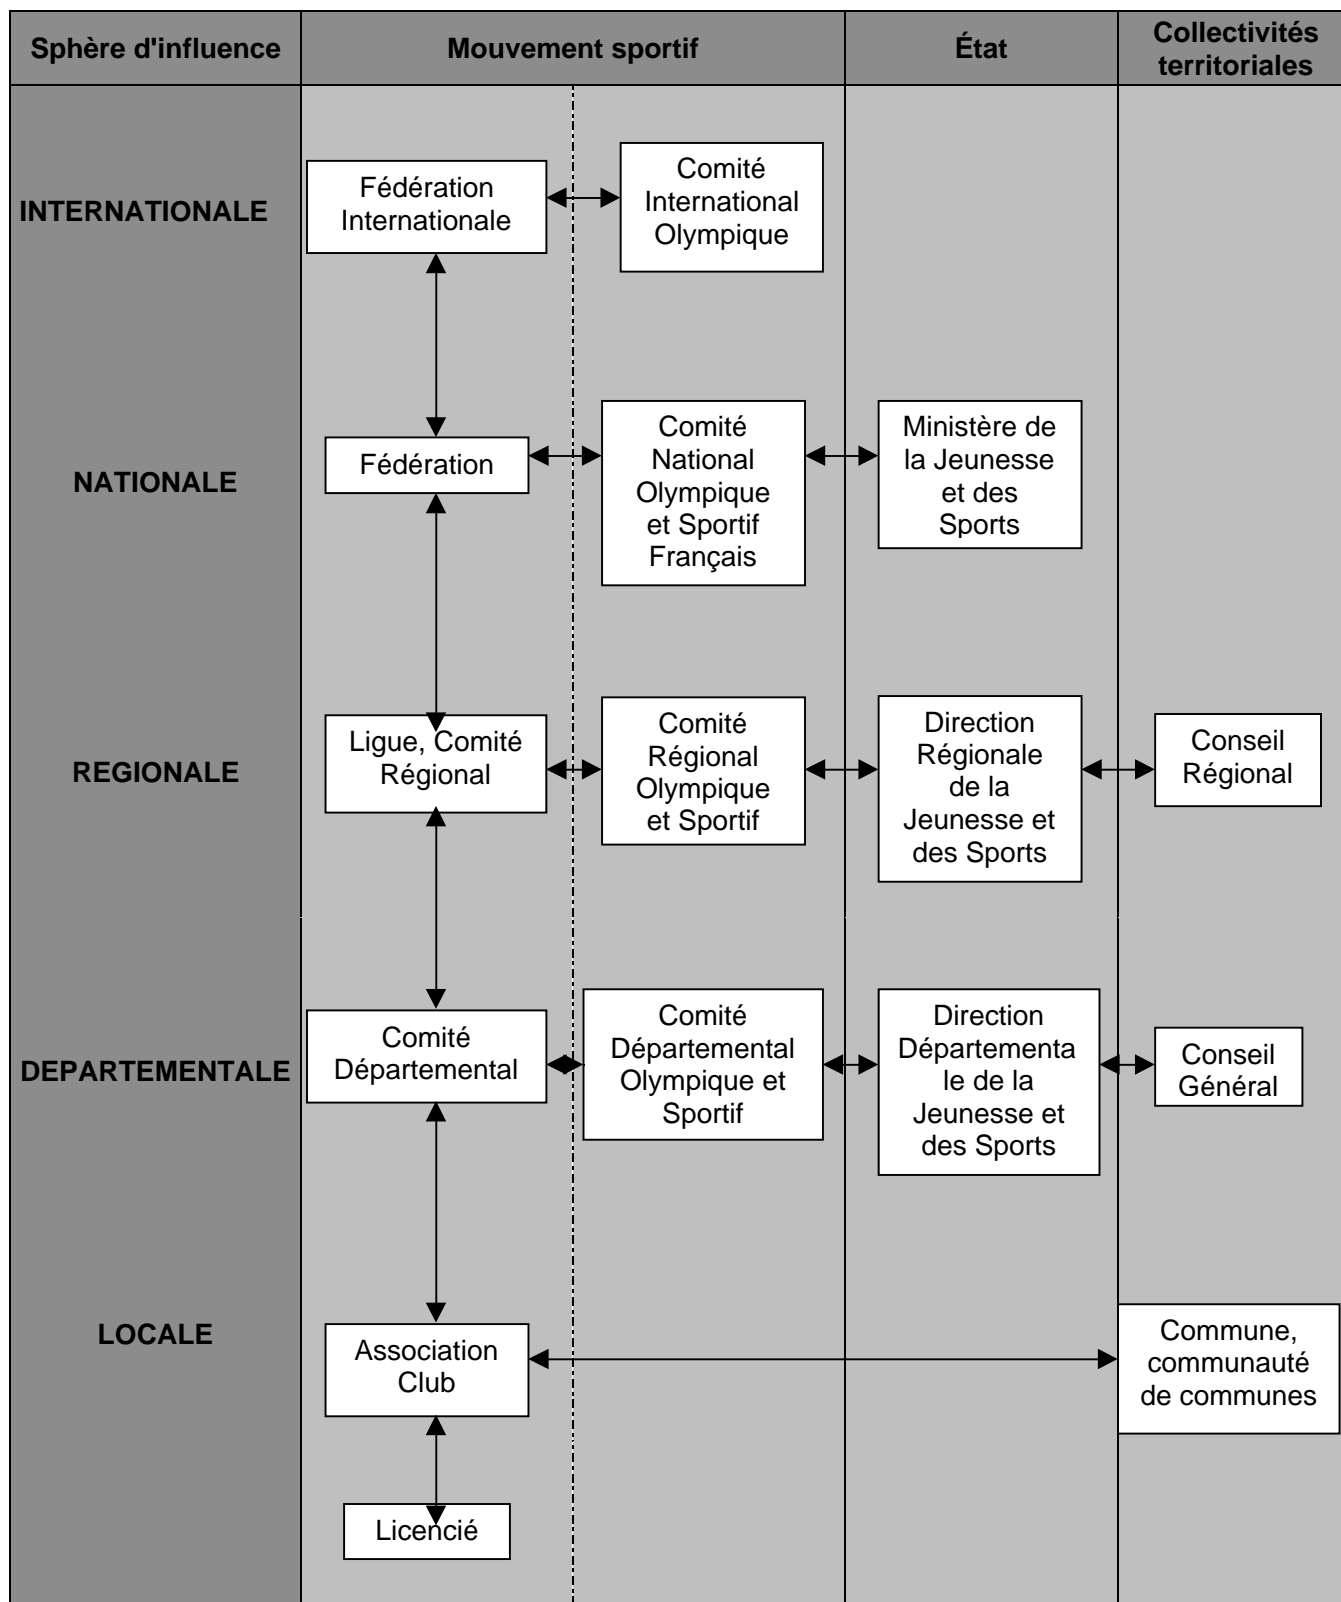 Sphère d'influence
Mouvement sportif
État
Collectivités
territoriales
INTERNATIONALE
Fédération
Internationale
Comité
International
Olympique
NATIONALE
Fédération
Comité
National
Olympique
et Sportif
Français
Ministère de
la Jeunesse
et des
Sports
REGIONALE
Ligue, Comité
Régional
Comité
Régional
Olympique
et Sportif
Direction
Régionale
de la
Jeunesse et
des Sports
Conseil
Régional
DEPARTEMENTALE
Comité
Départemental
Comité
Départemental
Olympique et
Sportif
Direction
Départementa
le de la
Jeunesse et
des Sports
Conseil
Général
LOCALE
Association
Club
Commune,
communauté
de communes
Licencié